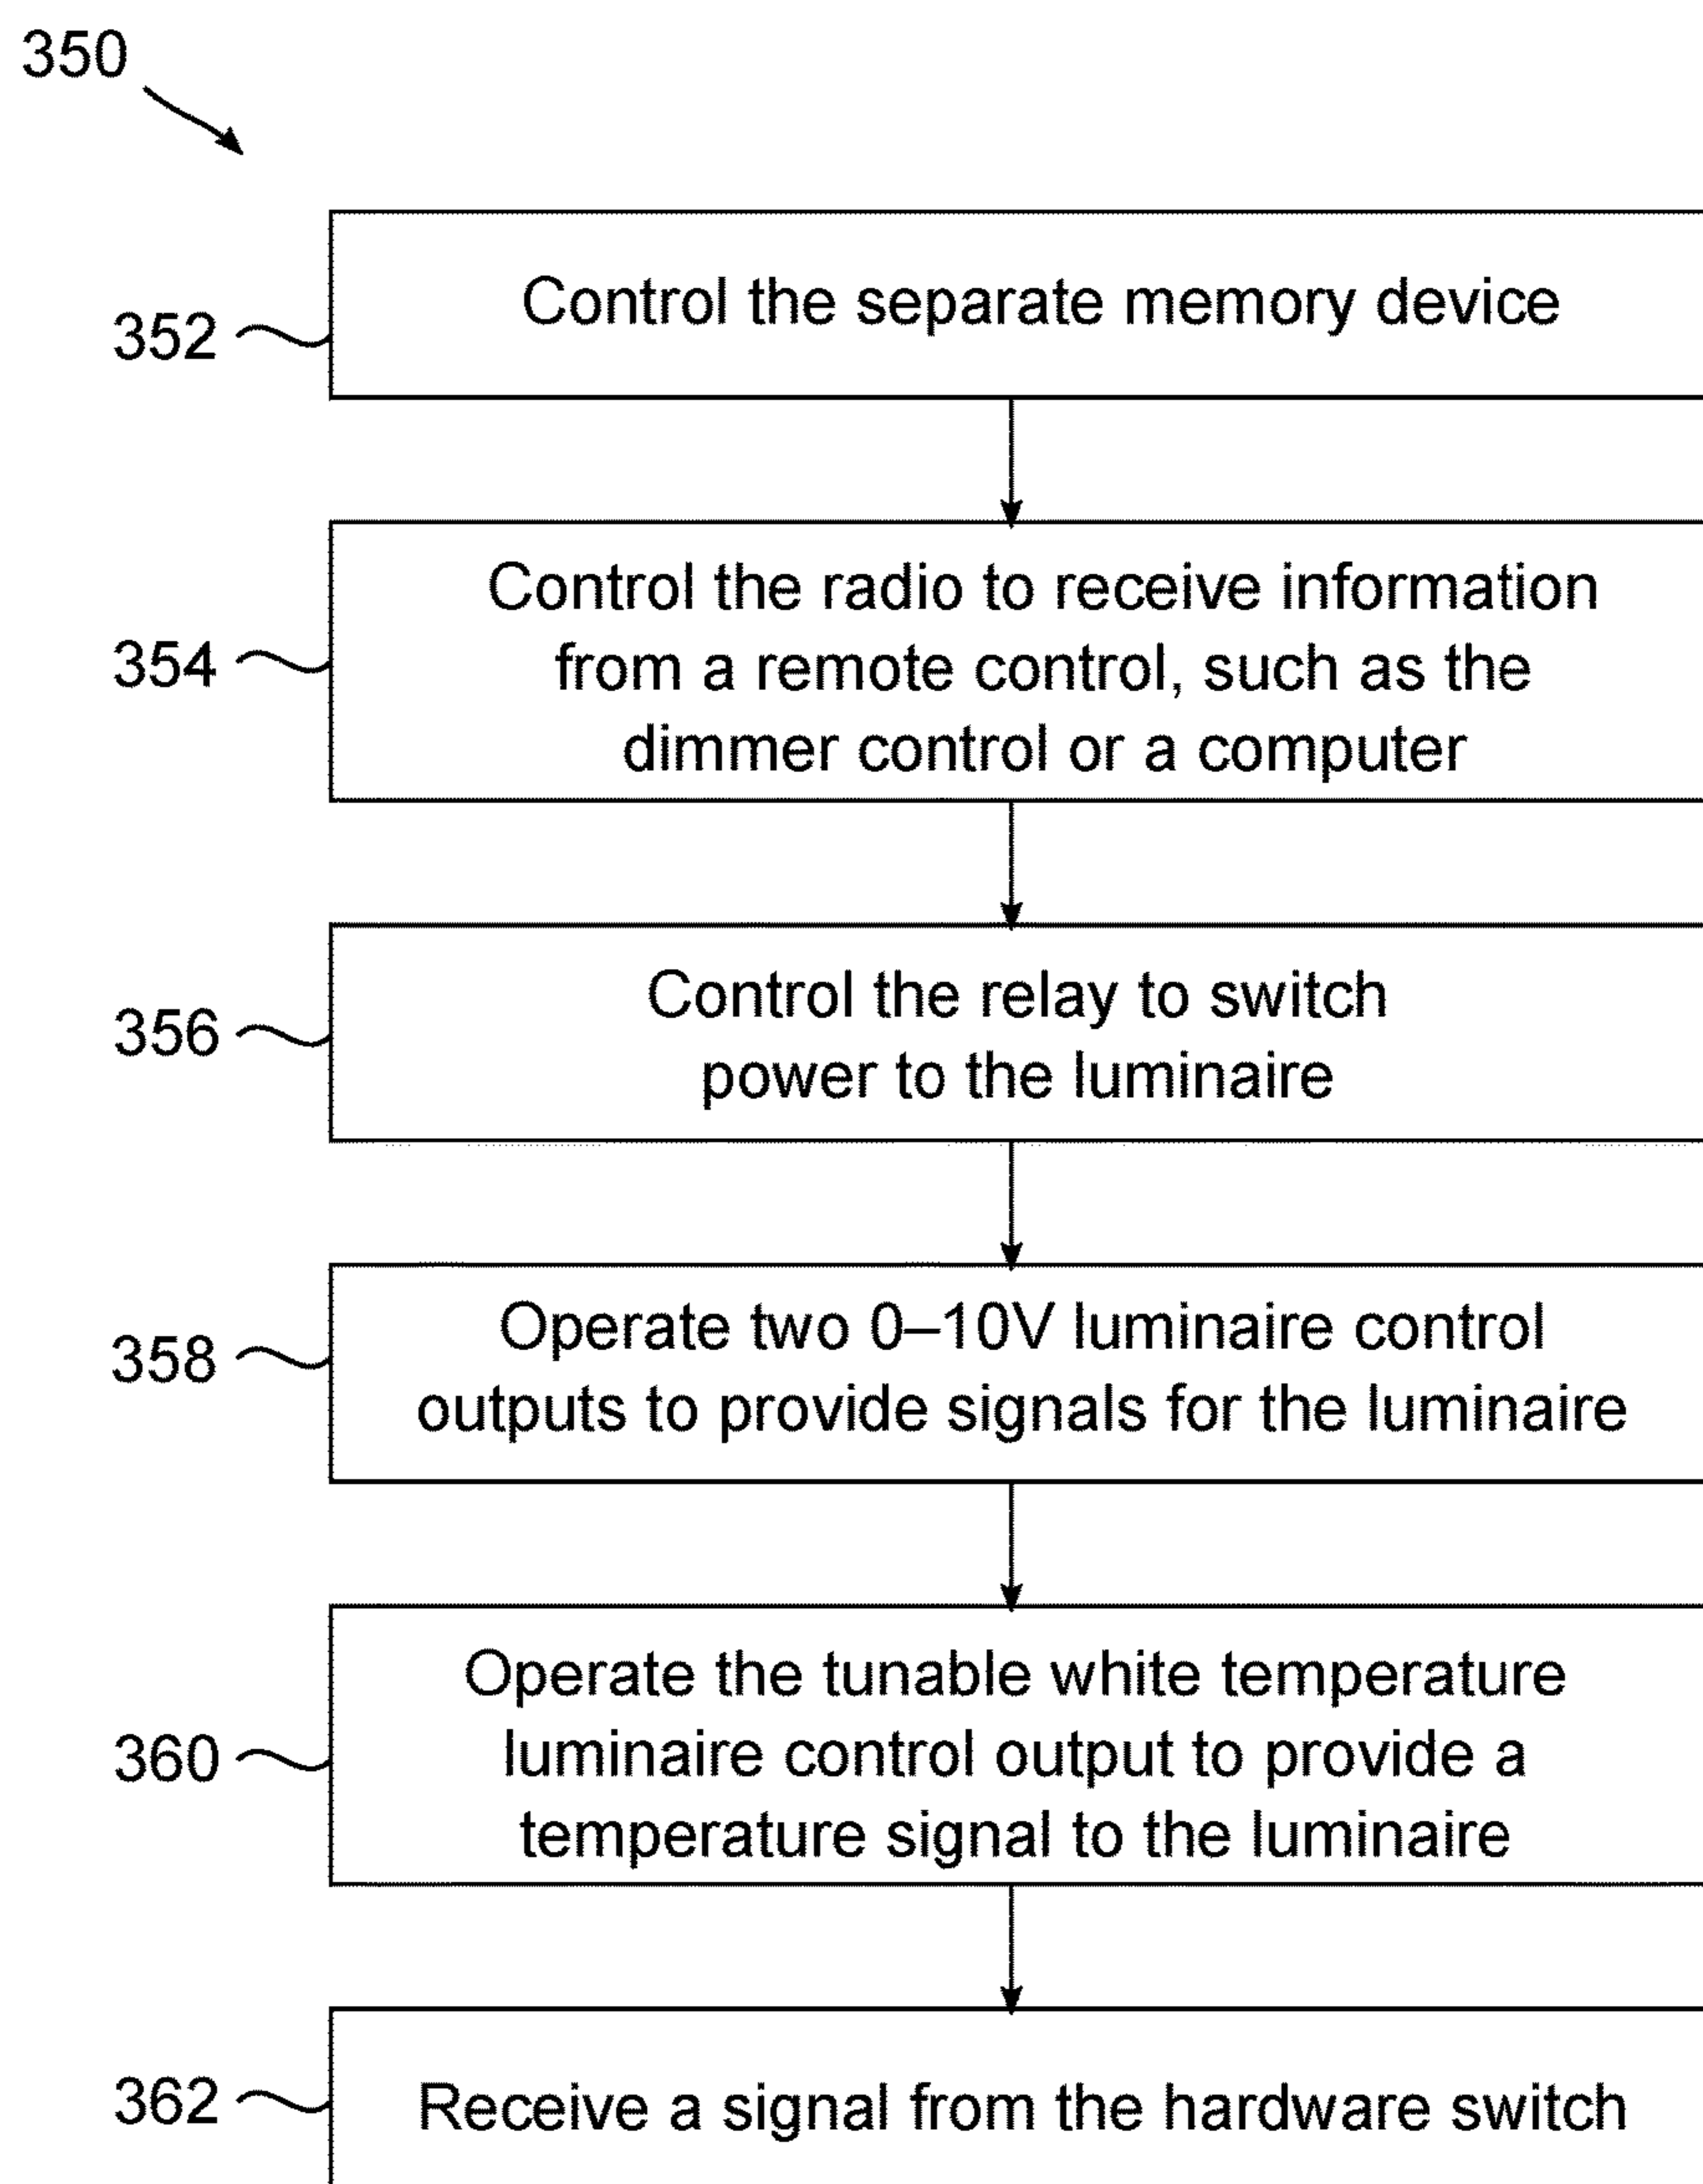 350
352
Control the separate memory device
354
Control the radio to receive information
from a remote control, such as the
dimmer control or a computer
356
Control the relay to switch
power to the luminaire
358
Operate two 0–10V luminaire control
outputs to provide signals for the luminaire
360
Operate the tunable white temperature
luminaire control output to provide a
temperature signal to the luminaire
362
Receive a signal from the hardware switch